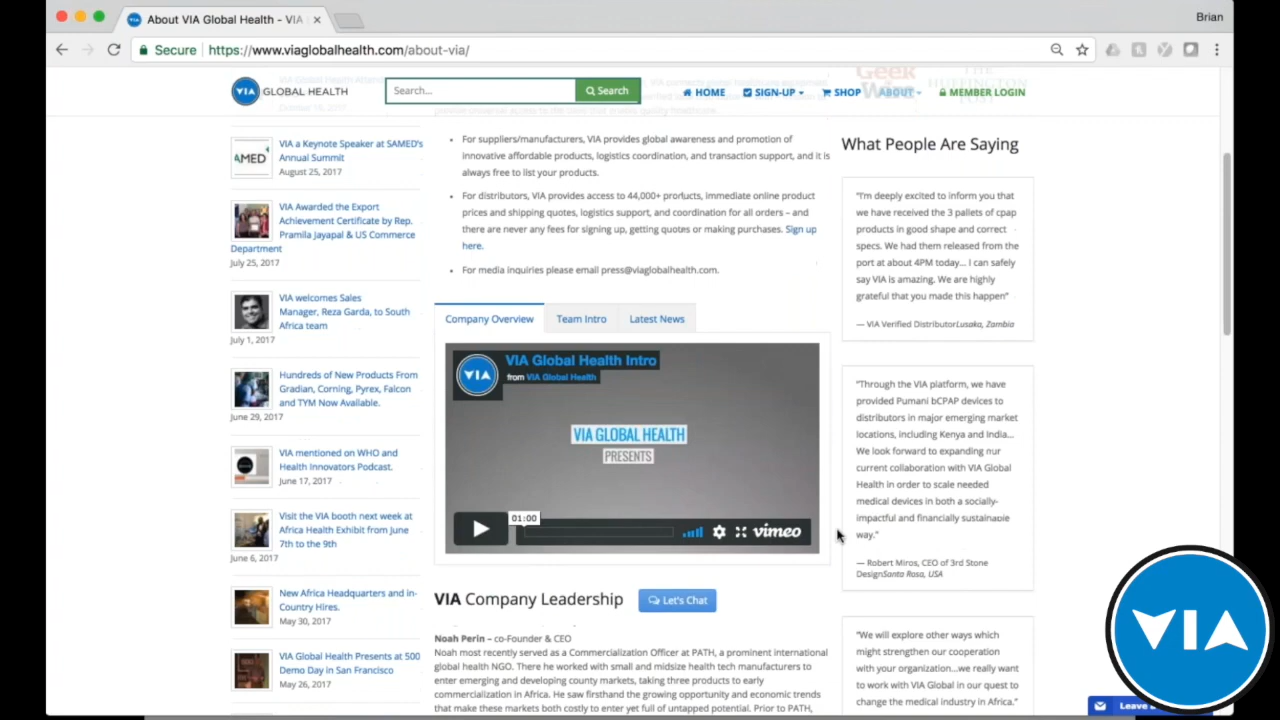 About VIA Global Health - VIA
Brian
Secure
https://www.viaglobalhealth.com/about-via/
VIA
GLOBAL HEALTH
Search...
Search
HOME
SIGN-UP
SHOP
ABOUT
MEMBER LOGIN
VIA Global Health Attends
October 16, 2017
GeekWire
THE
HUFFINGTON
POST
AMED
VIA a Keynote Speaker at SAMED's
Annual Summit
August 25, 2017
VIA Awarded the Export
Achievement Certificate by Rep.
Pramila Jayapal & US Commerce
Department
July 25, 2017
VIA welcomes Sales
Manager, Reza Garda, to South
Africa team
July 1, 2017
Hundreds of New Products From
Gradian, Corning, Pyrex, Falcon
and TYM Now Available.
June 29, 2017
VIA mentioned on WHO and
Health Innovators Podcast.
June 17, 2017
Visit the VIA booth next week at
Africa Health Exhibit from June
7th to the 9th
June 6, 2017
New Africa Headquarters and in-
Country Hires.
May 30, 2017
VIA Global Health Presents at 500
Demo Day in San Francisco
May 26, 2017
For suppliers/manufacturers, VIA provides global awareness and promotion of
innovative affordable products, logistics coordination, and transaction support, and it is
always free to list your products.
For distributors, VIA provides access to 44,000+ products, immediate online product
prices and shipping quotes, logistics support, and coordination for all orders – and
there are never any fees for signing up, getting quotes or making purchases. Sign up
here.
For media inquiries please email press@viaglobalhealth.com.
Company Overview
Team Intro
Latest News
VIA
VIA Global Health Intro
from VIA Global Health
VIA GLOBAL HEALTH
PRESENTS
01:00
vimeo
VIA Company Leadership
Let's Chat
Noah Perin – co-Founder & CEO
Noah most recently served as a Commercialization Officer at PATH, a prominent international
global health NGO. There he worked with small and midsize health tech manufacturers to
enter emerging and developing county markets, taking three products to early
commercialization in Africa. He saw firsthand the growing opportunity and economic trends
that make these markets both costly to enter yet full of untapped potential. Prior to PATH,
What People Are Saying
"I'm deeply excited to inform you that
we have received the 3 pallets of cpap
products in good shape and correct
specs. We had them released from the
port at about 4PM today... I can safely
say VIA is amazing. We are highly
grateful that you made this happen"
— VIA Verified DistributorLusaka, Zambia
"Through the VIA platform, we have
provided Pumani bCPAP devices to
distributors in major emerging market
locations, including Kenya and India...
We look forward to expanding our
current collaboration with VIA Global
Health in order to scale needed
medical devices in both a socially-
impactful and financially sustainable
way."
— Robert Miros, CEO of 3rd Stone
DesignSanta Rosa, USA
"We will explore other ways which
might strengthen our cooperation
with your organization...we really want
to work with VIA Global in our quest to
change the medical industry in Africa."
Leave
VIA